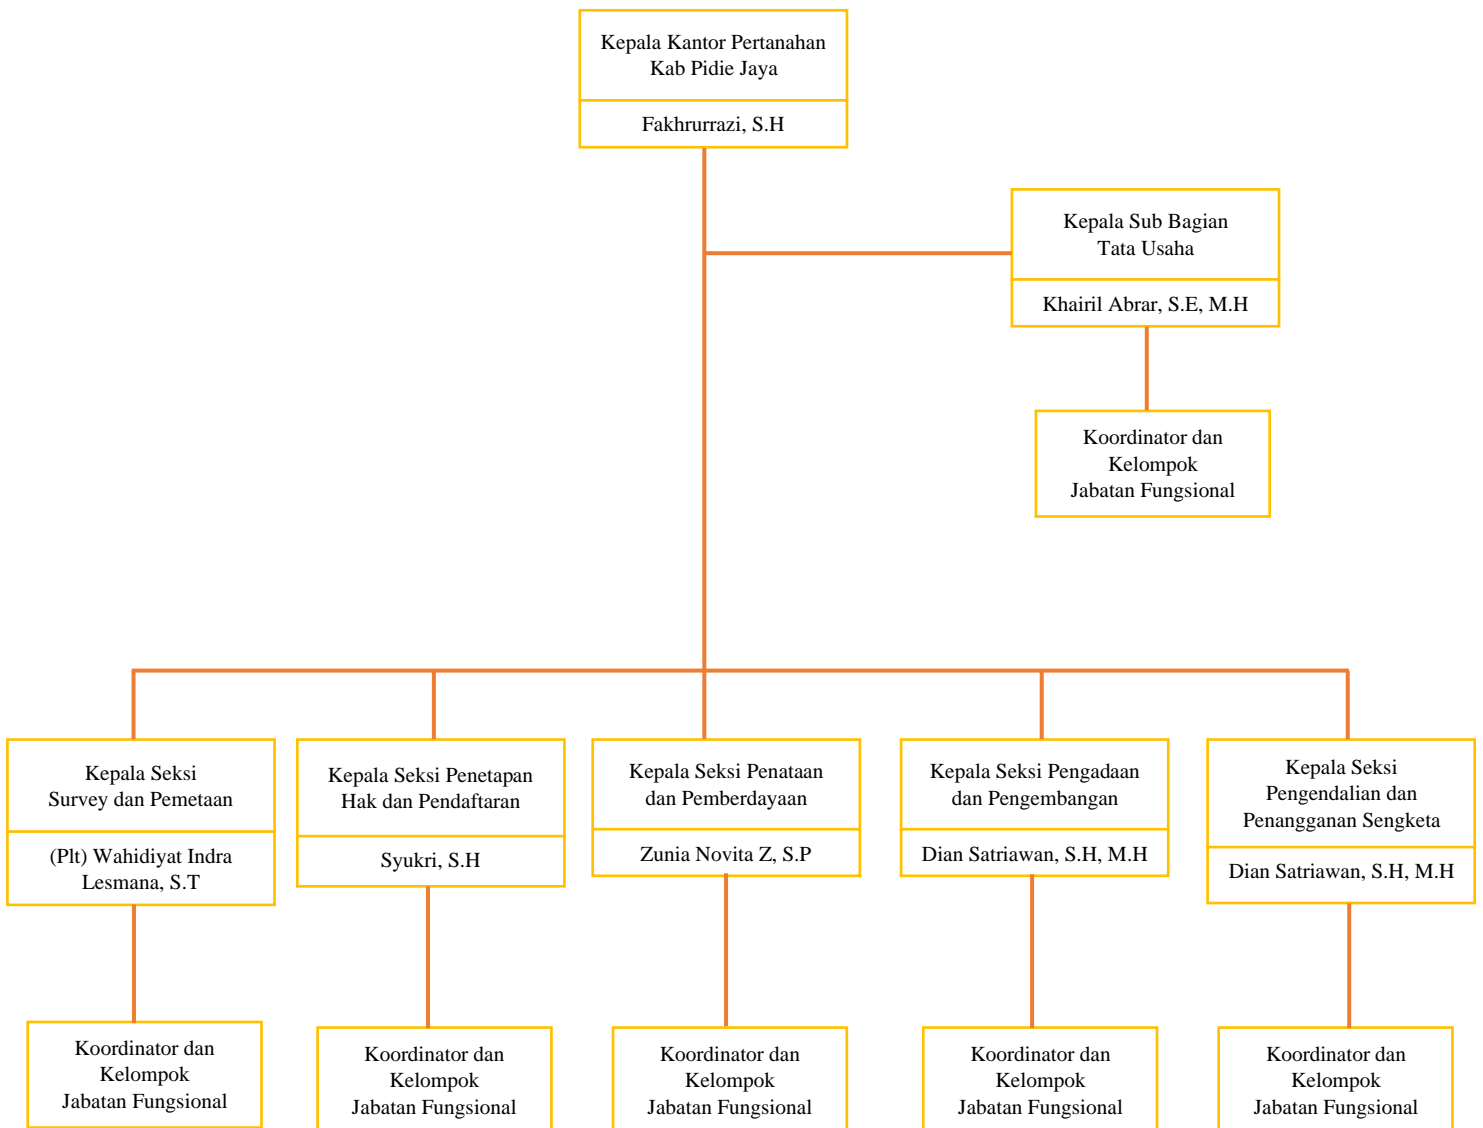 Kepala Kantor Pertanahan
Kab Pidie Jaya
Fakhrurrazi, S.H
Kepala Sub Bagian
Tata Usaha
Khairil Abrar, S.E, M.H
Koordinator dan
Kelompok
Jabatan Fungsional
Kepala Seksi
Survey dan Pemetaan
(Plt) Wahidiyat Indra
Lesmana, S.T
Kepala Seksi Penetapan
Hak dan Pendaftaran
Syukri, S.H
Kepala Seksi Penataan
dan Pemberdayaan
Zunia Novita Z, S.P
Kepala Seksi Pengadaan
dan Pengembangan
Dian Satriawan, S.H, M.H
Kepala Seksi
Pengendalian dan
Penangganan Sengketa
Dian Satriawan, S.H, M.H
Koordinator dan
Kelompok
Jabatan Fungsional
Koordinator dan
Kelompok
Jabatan Fungsional
Koordinator dan
Kelompok
Jabatan Fungsional
Koordinator dan
Kelompok
Jabatan Fungsional
Koordinator dan
Kelompok
Jabatan Fungsional